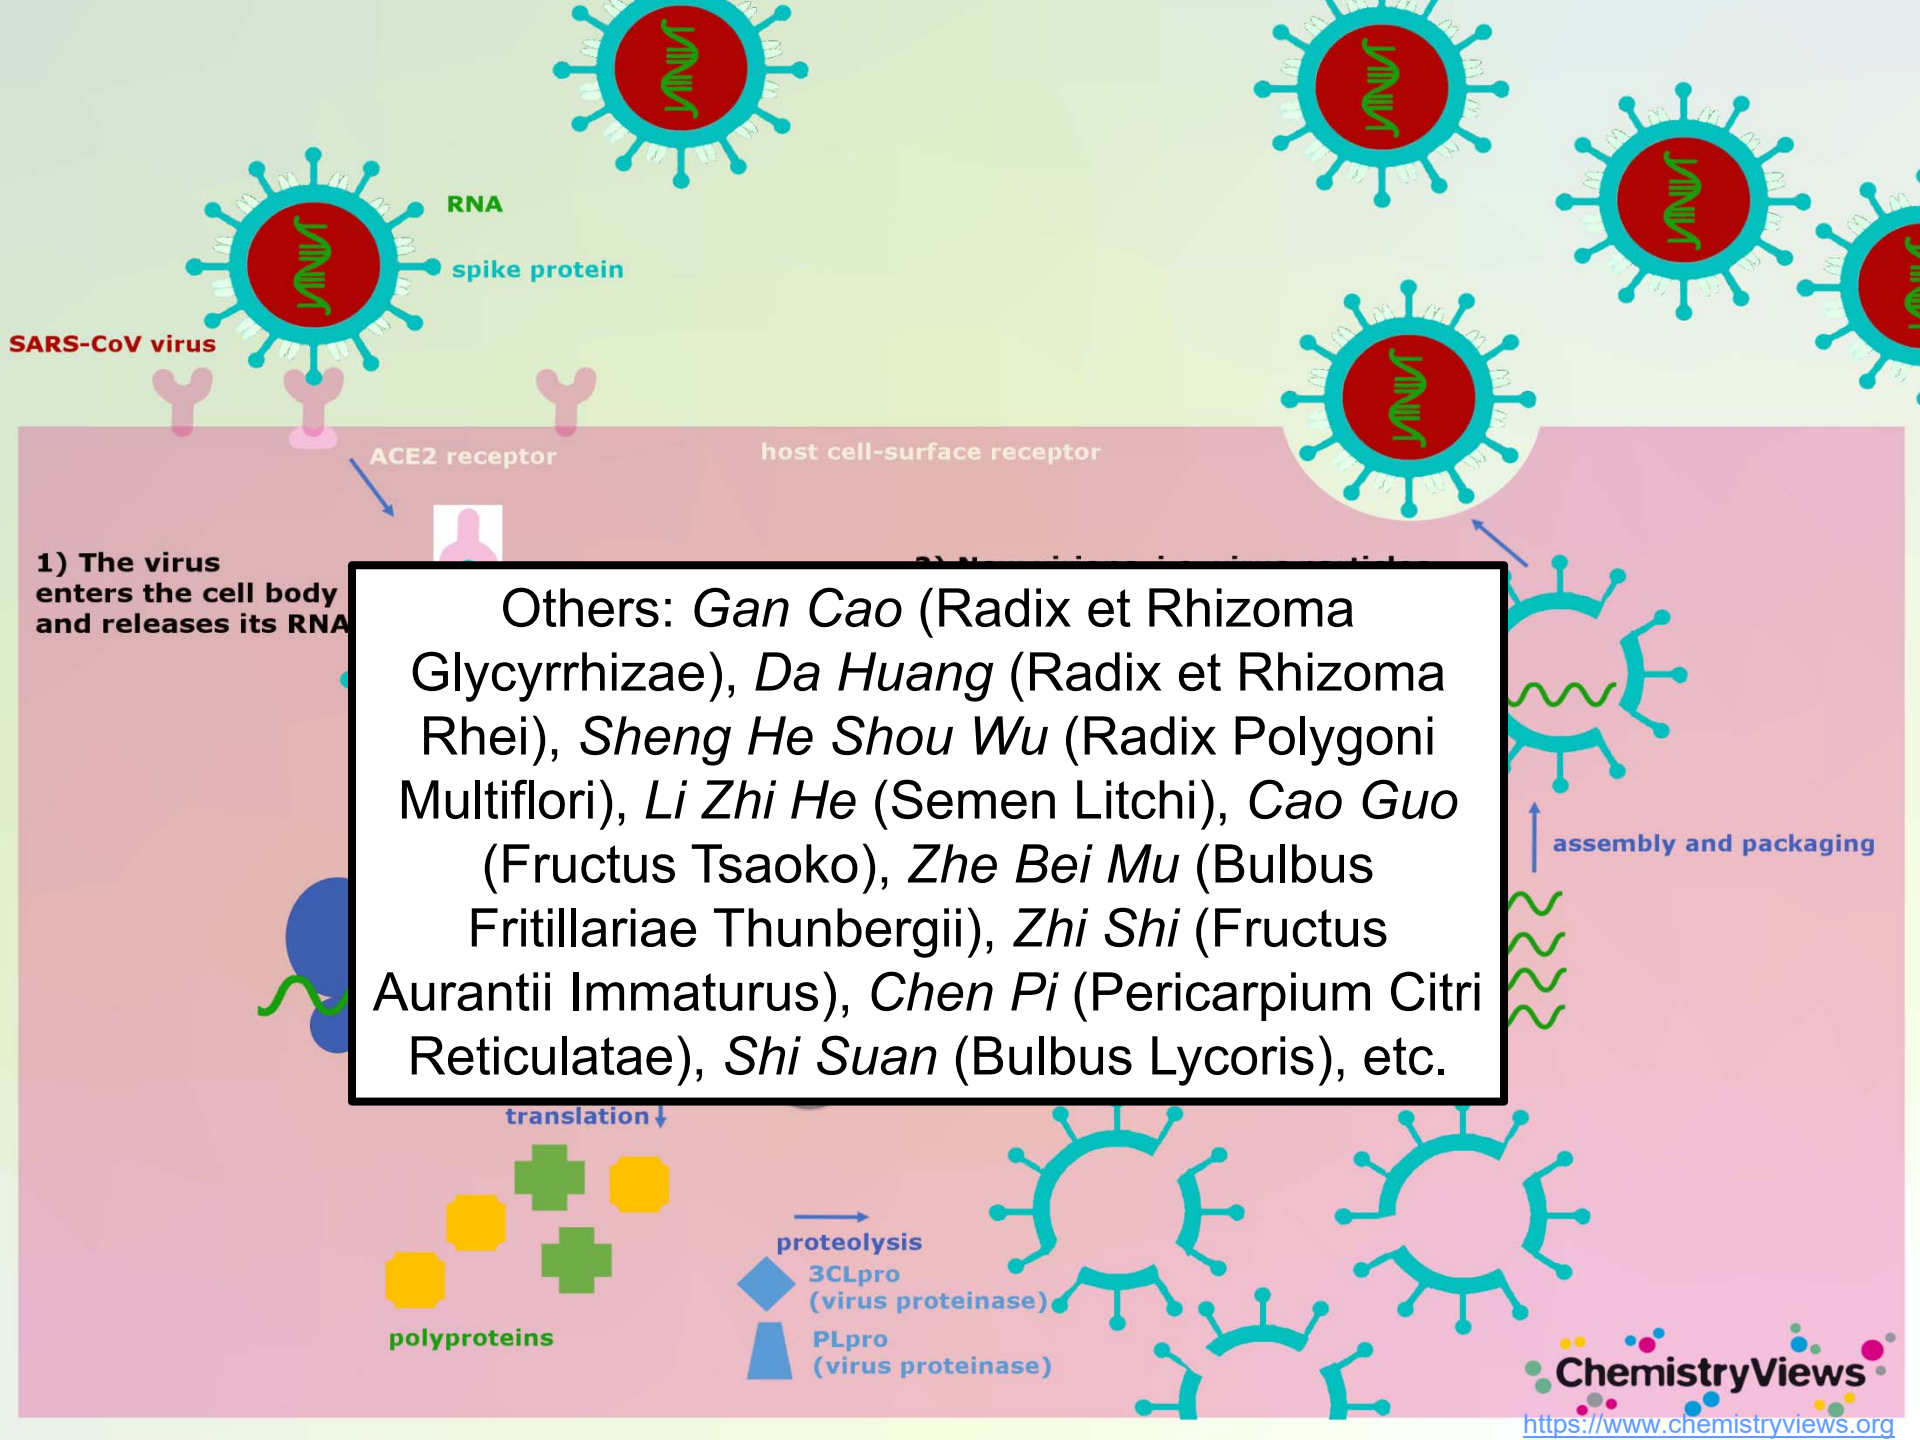 RNA
spike protein
SARS-CoV virus
ACE2 receptor
host cell-surface receptor
1) The virus
enters the cell body
and releases its RNA
Others: Gan Cao (Radix et Rhizoma
Glycyrrhizae), Da Huang (Radix et Rhizoma
Rhei), Sheng He Shou Wu (Radix Polygoni
Multiflori), Li Zhi He (Semen Litchi), Cao Guo
(Fructus Tsaoko), Zhe Bei Mu (Bulbus
Fritillariae Thunbergii), Zhi Shi (Fructus
Aurantii Immaturus), Chen Pi (Pericarpium Citri
Reticulatae), Shi Suan (Bulbus Lycoris), etc.
assembly and packaging
translation
proteolysis
3CLpro
(virus proteinase)
polyproteins
PLpro
(virus proteinase)
ChemistryViews
https://www.chemistryviews.org